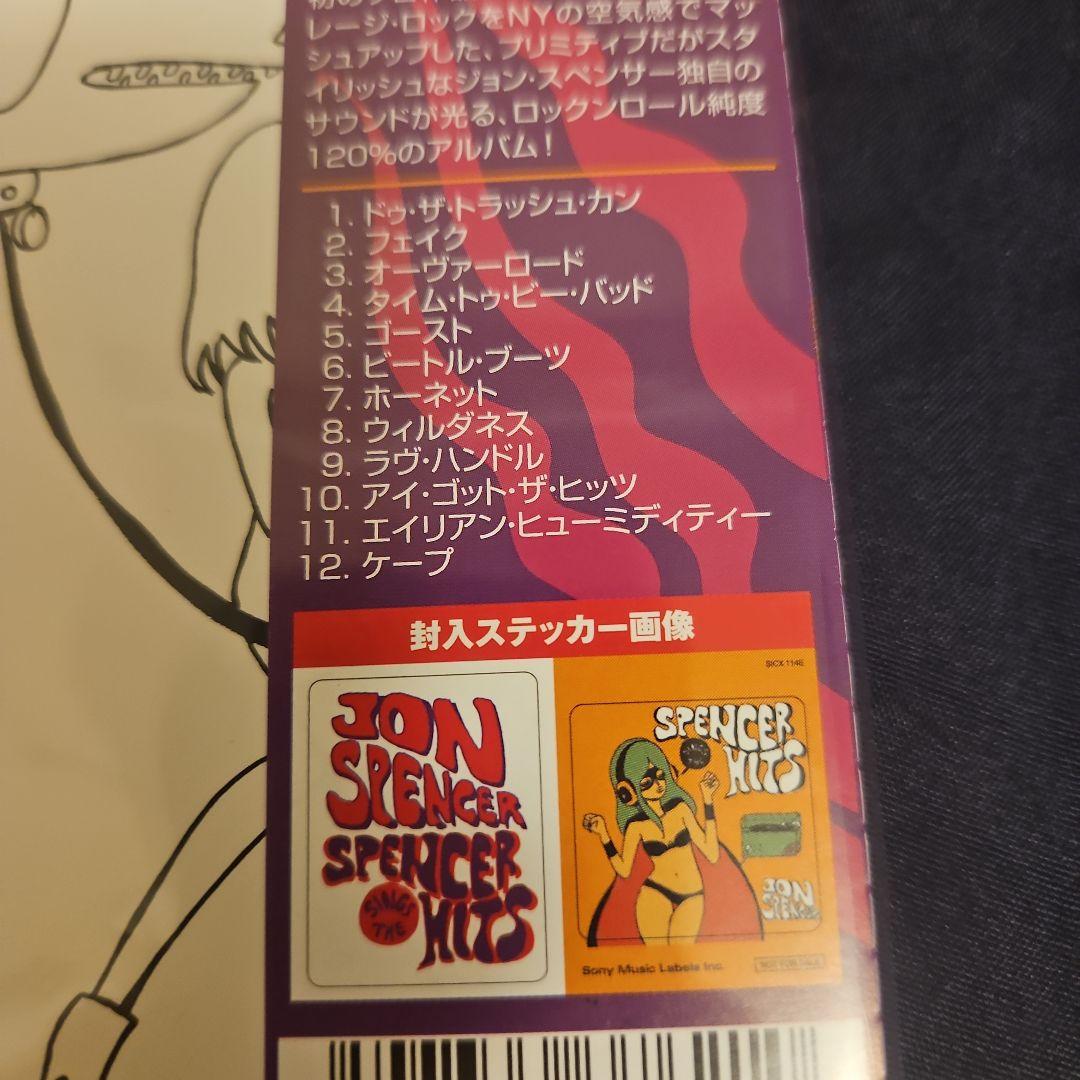 レージ・ロックをNYの空気感でマッ
シュアップした、プリミティブだがスタ
イリッシュなジョン・スペンサー独自の
サウンドが光る、ロックンロール純度
120%のアルバム!
1. ドゥ・ザ・トラッシュ・カン
2. フェイク
3. オーヴァーロード
4. タイム・トゥ・ビー・バッド
5. ゴースト
6. ビートル・ブーツ
7. ホーネット
8. ウィルダネス
9. ラヴ・ハンドル
10. アイ・ゴット・ザ・ヒッツ
11. エイリアン・ヒューミディティー
12. ケープ
封入ステッカー画像
JON
SPENCER
SPENCER
SINGS
THE
HITS
SICX 114E
SPENCER
HITS
JON
SPENCER
Sony Music Labels Inc.
NOT FOR SALE